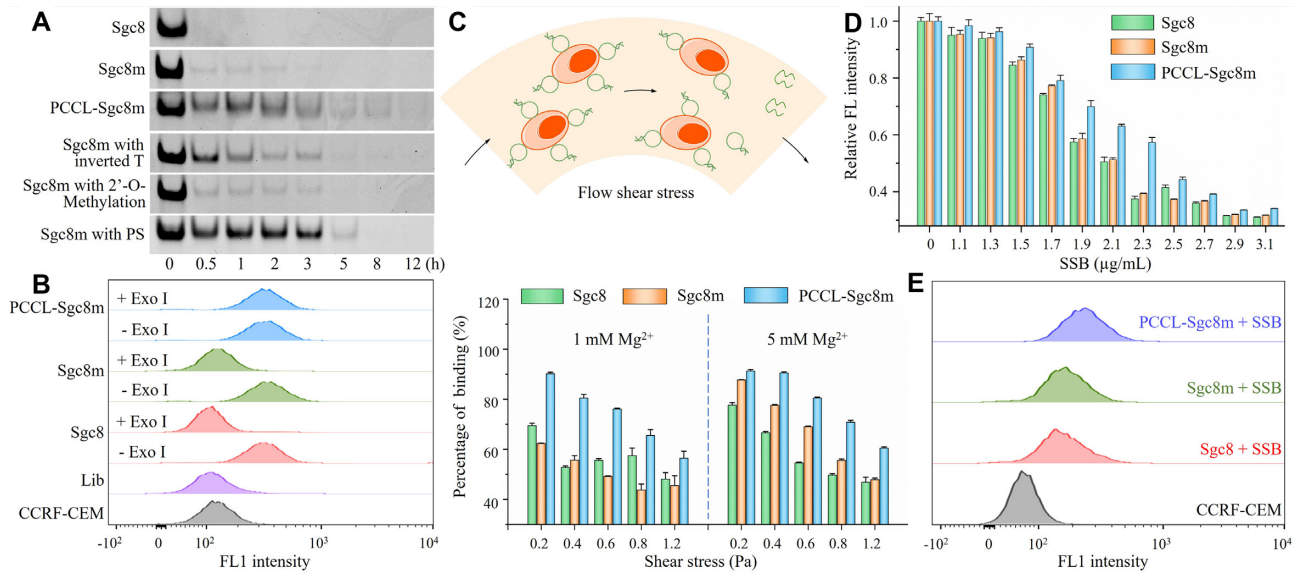 A
Sgc8
Sgc8m
PCCL-Sgc8m
Sgc8m with
inverted T
Sgc8m with 2'-O-
Methylation
Sgc8m with PS
0 0.5 1 2 3 5 8 12 (h)
B
PCCL-Sgc8m
+ Exo I
- Exo I
Sgc8m
+ Exo I
- Exo I
Sgc8
+ Exo I
- Exo I
Lib
CCRF-CEM
-10² 0 10² 10³ 10⁴
FL1 intensity
C
Flow shear stress
Sgc8 Sgc8m PCCL-Sgc8m
1 mM Mg²⁺ 5 mM Mg²⁺
Percentage of binding (%)
120
100
80
60
40
0.2 0.4 0.6 0.8 1.2 0.2 0.4 0.6 0.8 1.2
Shear stress (Pa)
D
Sgc8
Sgc8m
PCCL-Sgc8m
Relative FL intensity
1.0
0.8
0.6
0.4
0 1.1 1.3 1.5 1.7 1.9 2.1 2.3 2.5 2.7 2.9 3.1
SSB (μg/mL)
E
PCCL-Sgc8m + SSB
Sgc8m + SSB
Sgc8 + SSB
CCRF-CEM
-10² 0 10² 10³ 10⁴
FL1 intensity